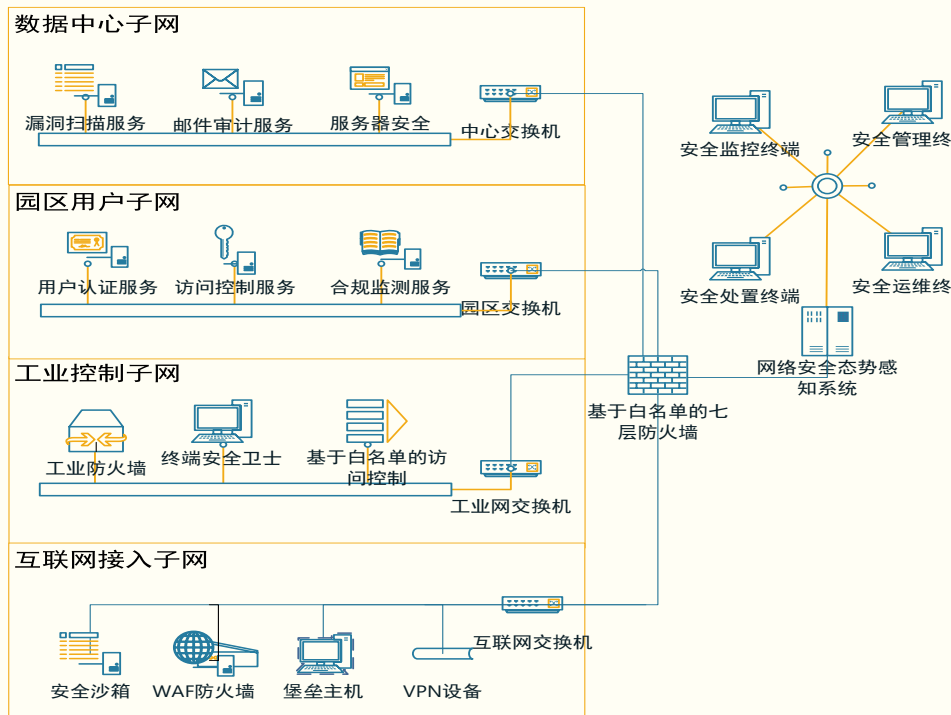 数据中心子网
漏洞扫描服务
邮件审计服务
服务器安全
中心交换机
园区用户子网
用户认证服务
访问控制服务
合规监测服务
园区交换机
工业控制子网
工业防火墙
终端安全卫士
基于白名单的访
问控制
工业网交换机
互联网接入子网
安全沙箱
WAF防火墙
堡垒主机
VPN设备
互联网交换机
基于白名单的七
层防火墙
安全监控终端
安全管理终
安全处置终端
安全运维终
网络安全态势感
知系统